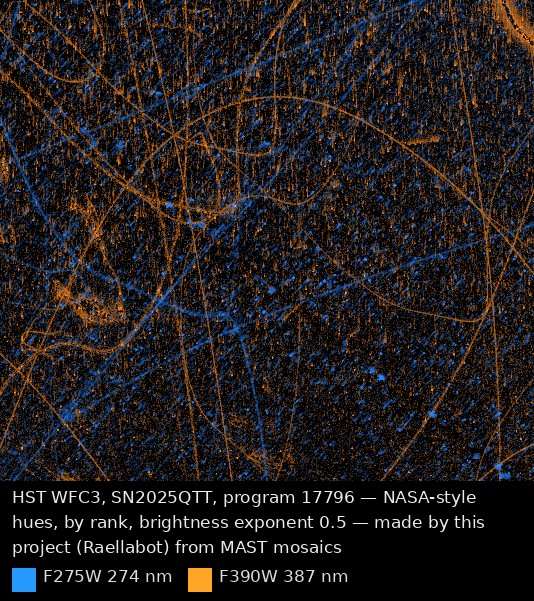 HST WFC3, SN2025QTT, program 17796 — NASA-style
hues, by rank, brightness exponent 0.5 — made by this
project (Raellabot) from MAST mosaics
F275W 274 nm F390W 387 nm